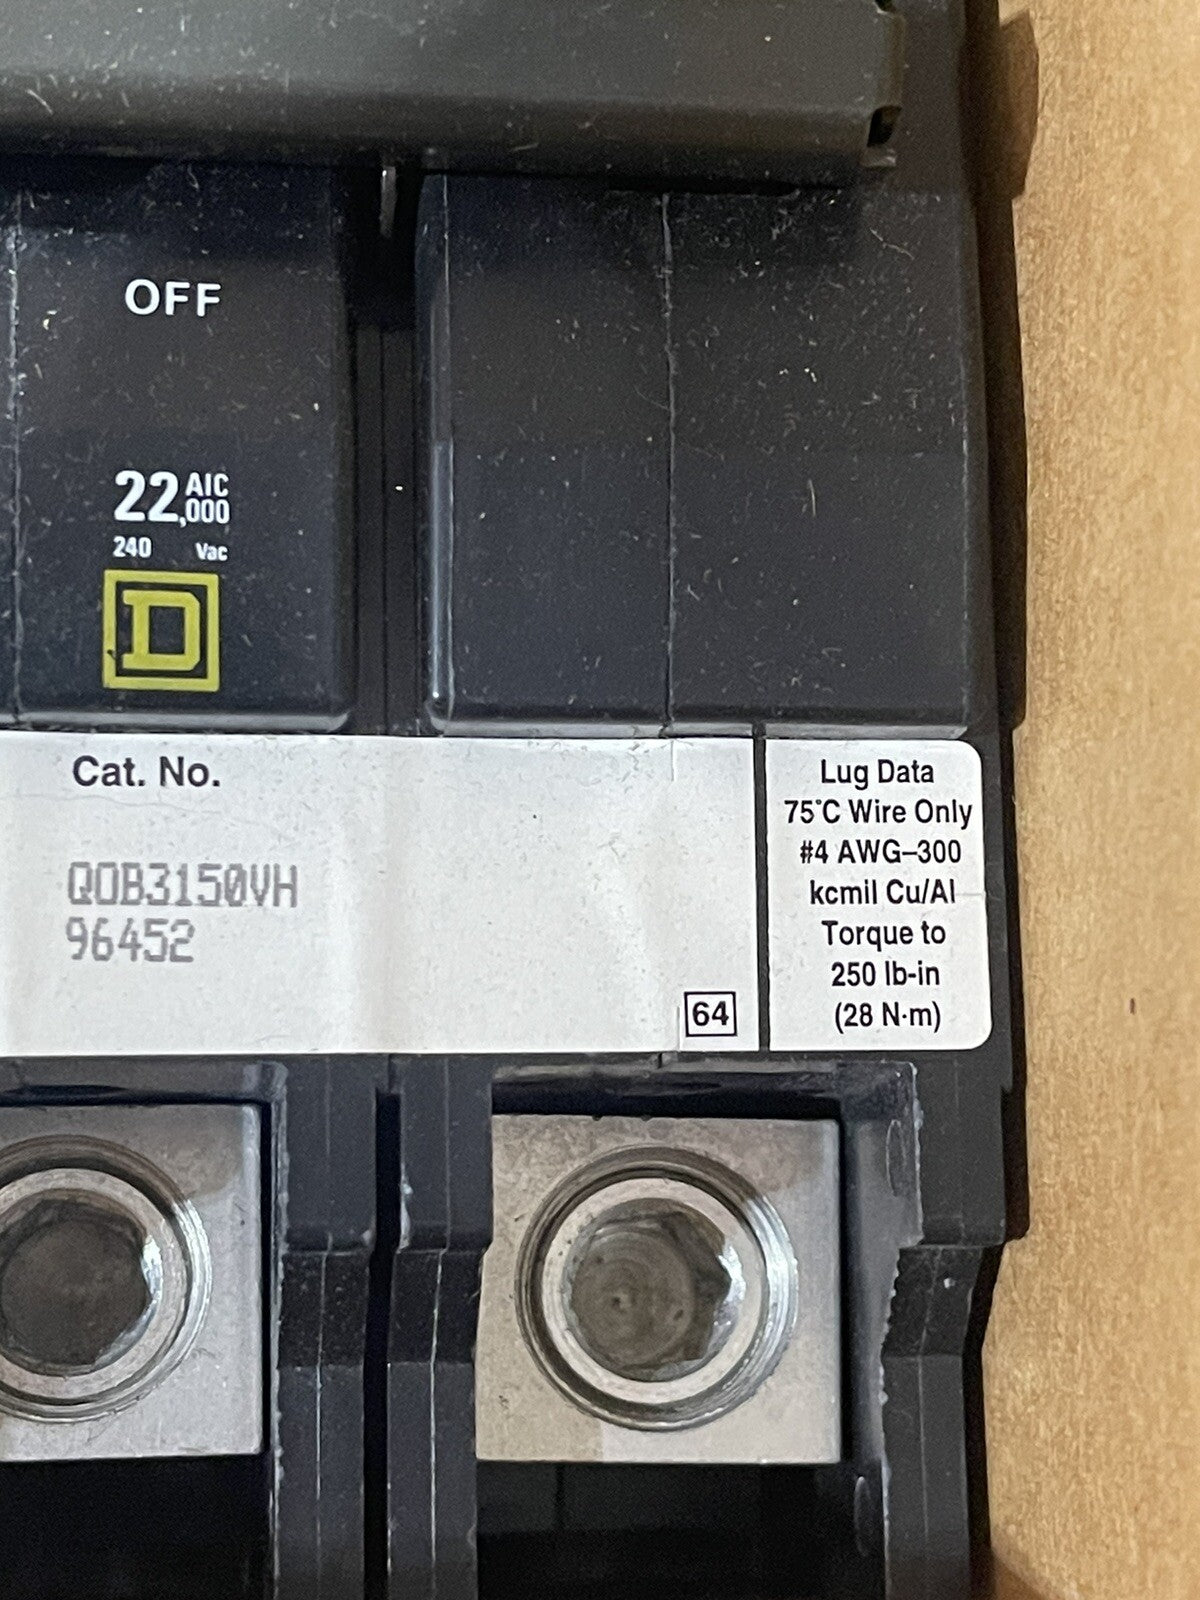 OFF
22,000 AIC
240 Vac
D
Cat. No.
QOB3150VH
96452
64
Lug Data
75°C Wire Only
#4 AWG–300
kcmil Cu/Al
Torque to
250 lb-in
(28 N·m)